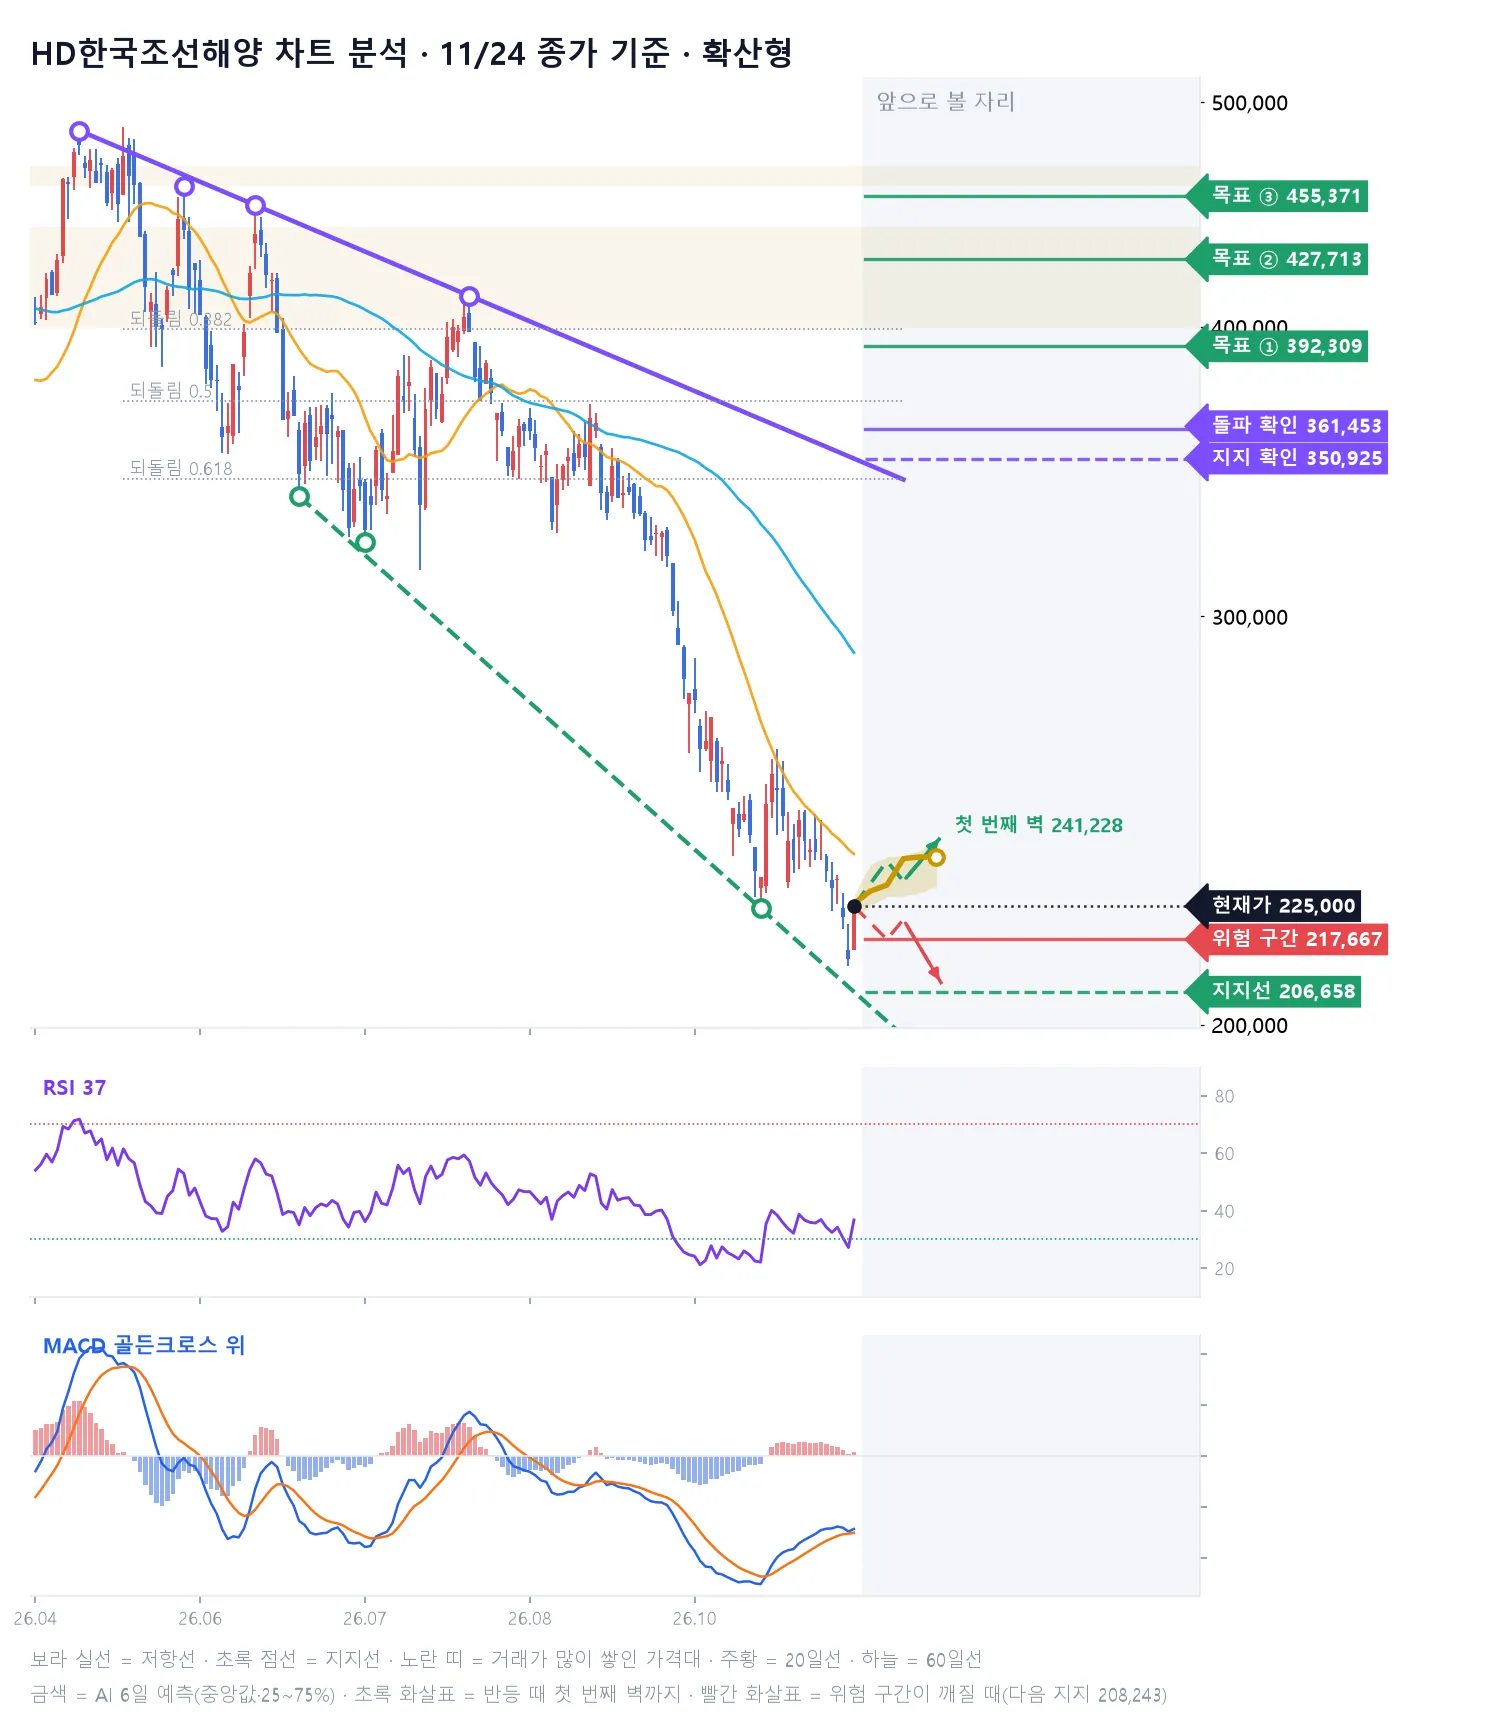 HD한국조선해양 차트 분석 · 11/24 종가 기준 · 확산형
앞으로 볼 자리
500,000
목표 ③ 455,371
목표 ② 427,713
되돌림 0.382
400,000
목표 ① 392,309
되돌림 0.5
돌파 확인 361,453
지지 확인 350,925
되돌림 0.618
300,000
첫 번째 벽 241,228
현재가 225,000
위험 구간 217,667
지지선 206,658
200,000
RSI 37
80
60
40
20
MACD 골든크로스 위
26.04 26.06 26.07 26.08 26.10
보라 실선 = 저항선 · 초록 점선 = 지지선 · 노란 띠 = 거래가 많이 쌓인 가격대 · 주황 = 20일선 · 하늘 = 60일선
금색 = AI 6일 예측(중앙값·25~75%) · 초록 화살표 = 반등 때 첫 번째 벽까지 · 빨간 화살표 = 위험 구간이 깨질 때(다음 지지 208,243)